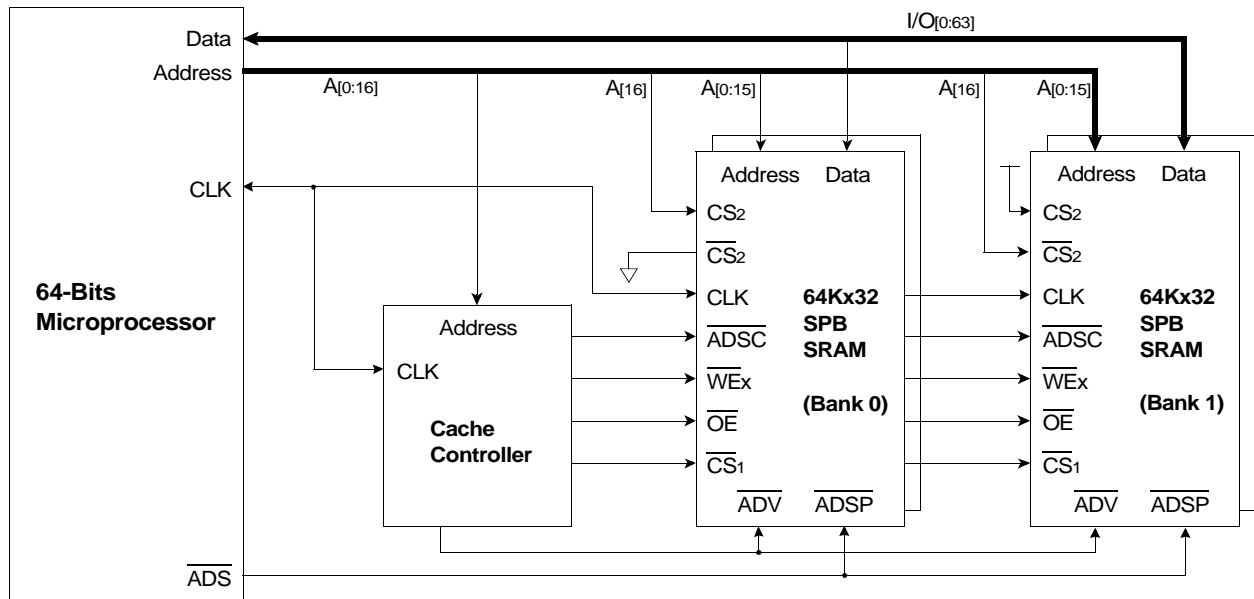 I/O[0:63]
Data
Address
A[0:16]
A[16]
A[0:15]
A[16]
A[0:15]
CLK
64-Bits
Microprocessor
ADS
Address
CLK
Cache
Controller
Address Data
CS2
CS2
CLK
ADSC
WEx
OE
CS1
ADV ADSP
64Kx32
SPB
SRAM
(Bank 0)
Address Data
CS2
CS2
CLK
ADSC
WEx
OE
CS1
ADV ADSP
64Kx32
SPB
SRAM
(Bank 1)